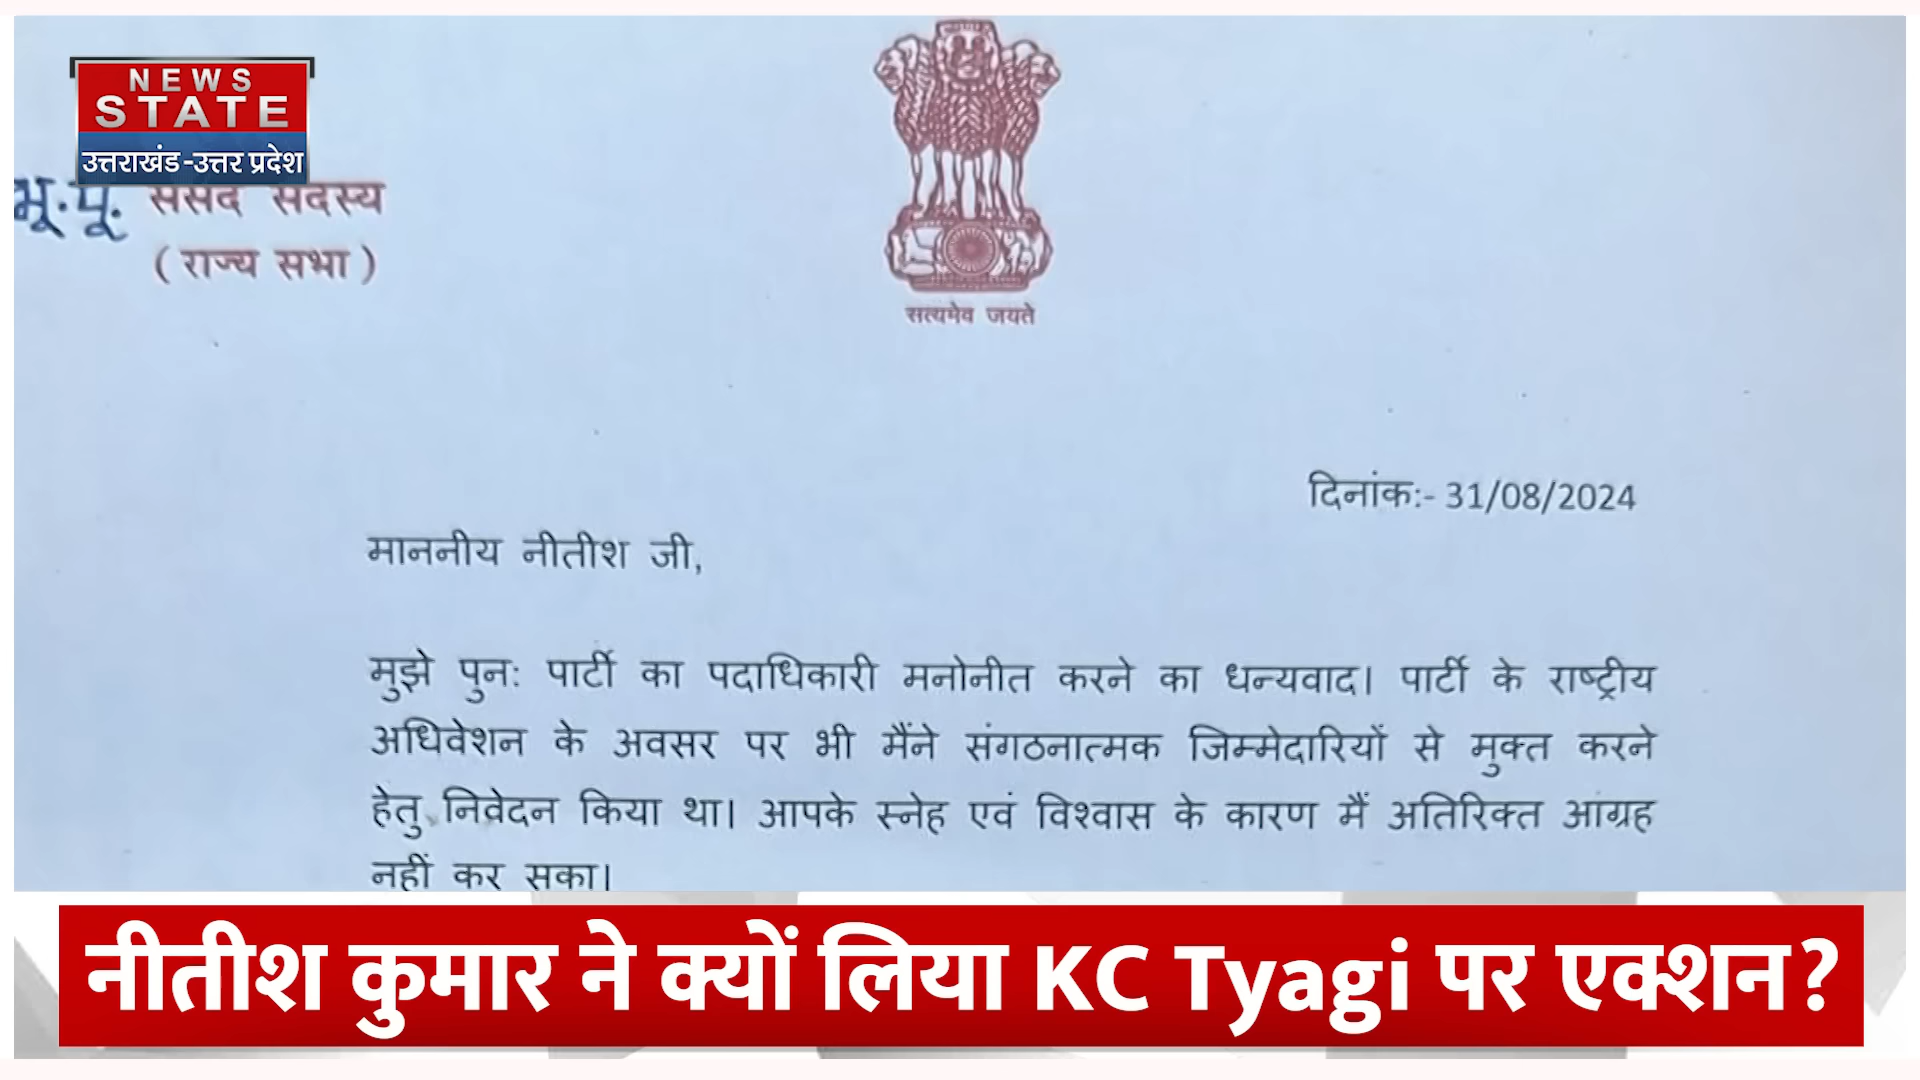 NEWS
STATE
उत्तराखंड-उत्तर प्रदेश
भू.पू. संसद सदस्य
(राज्य सभा)
सत्यमेव जयते
दिनांक:- 31/08/2024
माननीय नीतीश जी,
मुझे पुन: पार्टी का पदाधिकारी मनोनीत करने का धन्यवाद। पार्टी के राष्ट्रीय
अधिवेशन के अवसर पर भी मैंने संगठनात्मक जिम्मेदारियों से मुक्त करने
हेतु निवेदन किया था। आपके स्नेह एवं विश्वास के कारण मैं अतिरिक्त आंग्रह
नहीं कर सका।
नीतीश कुमार ने क्यों लिया KC Tyagi पर एक्शन?